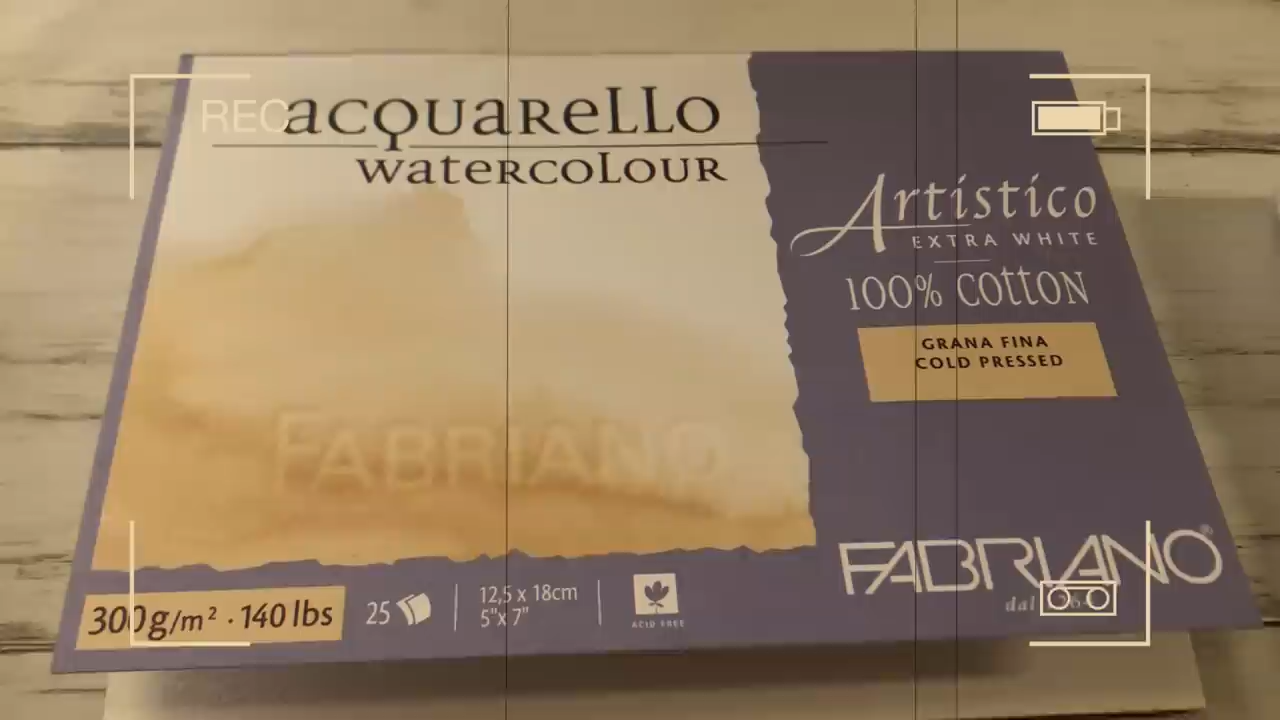 REC
acquarello
watercolour
Artistico
EXTRA WHITE
100% cotton
GRANA FINA
COLD PRESSED
FABRIANO
FABRIANO®
dal
300g/m² · 140 lbs
25
12,5 x 18cm
5"x 7"
ACID FREE